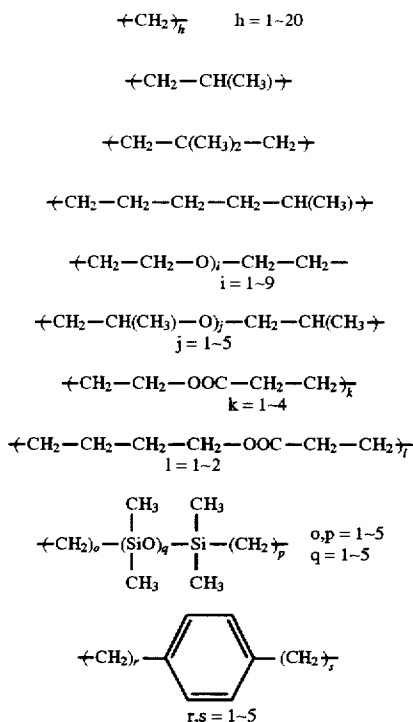 -(CH2)h-   h = 1~20
-(CH2—CH(CH3)-)-
-(CH2—C(CH3)2—CH2-)-
-(CH2—CH2—CH2—CH2—CH(CH3)-)-
-(CH2—CH2—O)i—CH2—CH2—
i = 1~9
-(CH2—CH(CH3)—O)j—CH2—CH(CH3-)-
j = 1~5
-(CH2—CH2—OOC—CH2—CH2)k-
k = 1~4
-(CH2—CH2—CH2—CH2—OOC—CH2—CH2)l-
l = 1~2
CH3 CH3
-(CH2)o—(SiO)q—Si—(CH2)p-   o,p = 1~5
q = 1~5
CH3 CH3
-(CH2)r (CH2)s-
r,s = 1~5